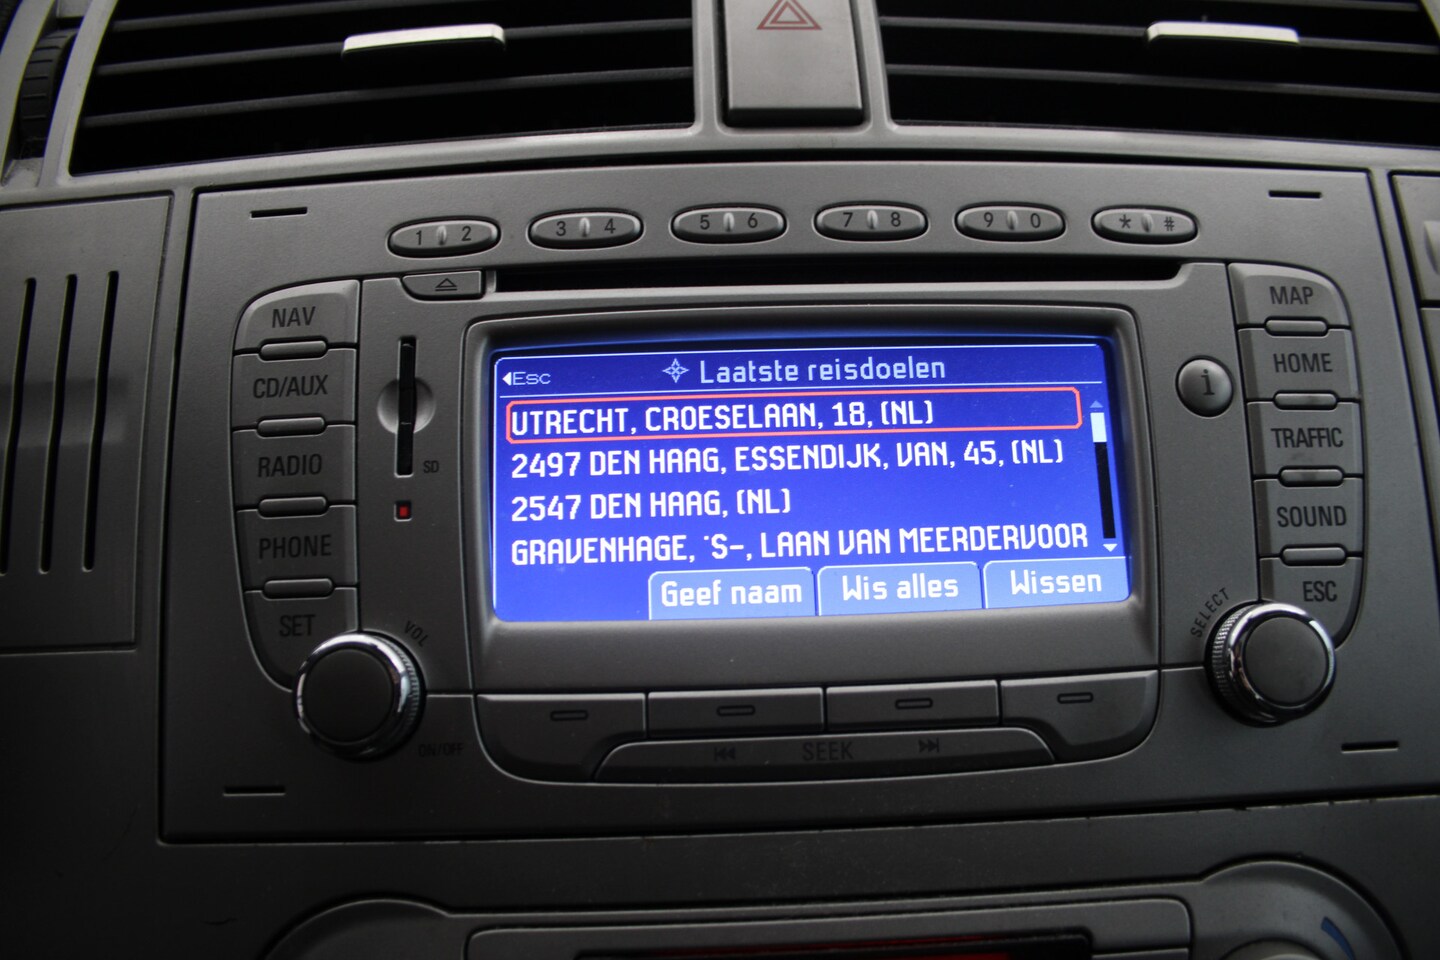 1 2
3 4
5 6
7 8
9 0
* #
NAV
CD/AUX
RADIO
PHONE
SET
SD
VOL
ON/OFF
Esc
Laatste reisdoelen
UTRECHT, CROESELAAN, 18, (NL)
2497 DEN HAAG, ESSENDIJK, VAN, 45, (NL)
2547 DEN HAAG, (NL)
GRAVENHAGE, 'S-, LAAN VAN MEERDERVOOR
Geef naam
Wis alles
Wissen
SEEK
i
MAP
HOME
TRAFFIC
SOUND
ESC
SELECT